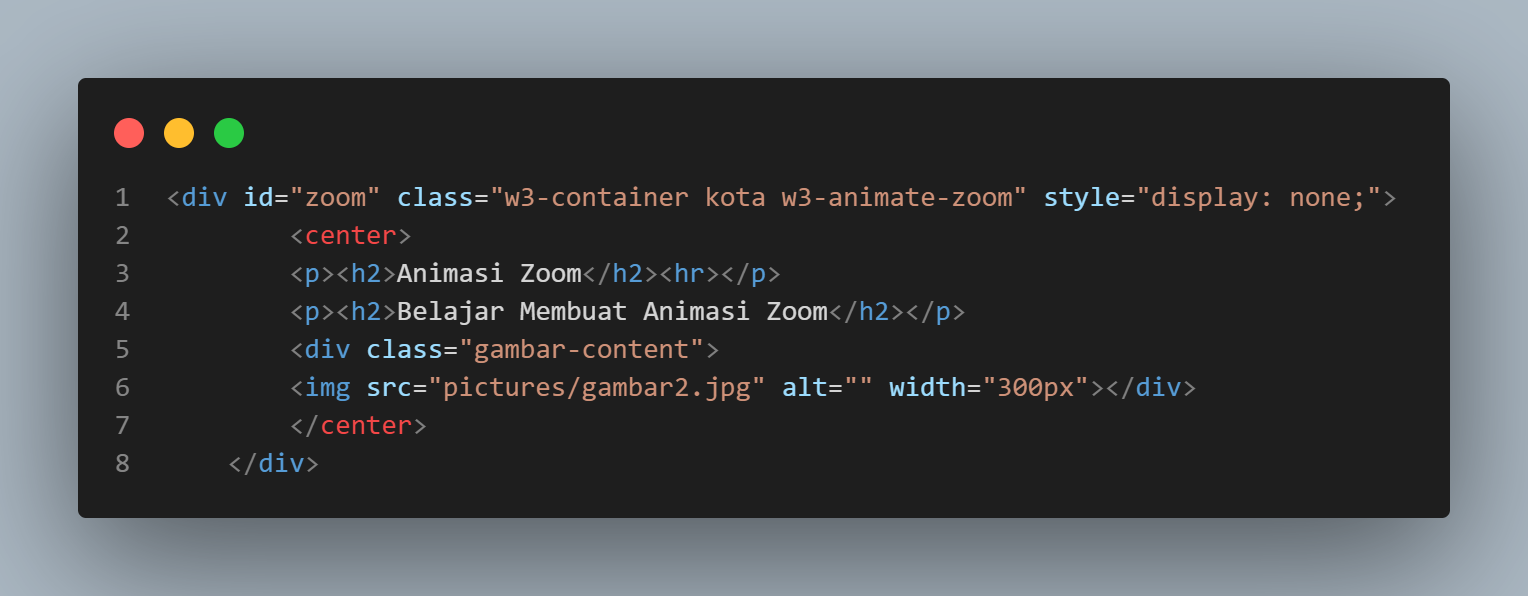 1 <div id="zoom" class="w3-container kota w3-animate-zoom" style="display: none;">
2         <center>
3         <p><h2>Animasi Zoom</h2><hr></p>
4         <p><h2>Belajar Membuat Animasi Zoom</h2></p>
5         <div class="gambar-content">
6         <img src="pictures/gambar2.jpg" alt="" width="300px"></div>
7         </center>
8     </div>